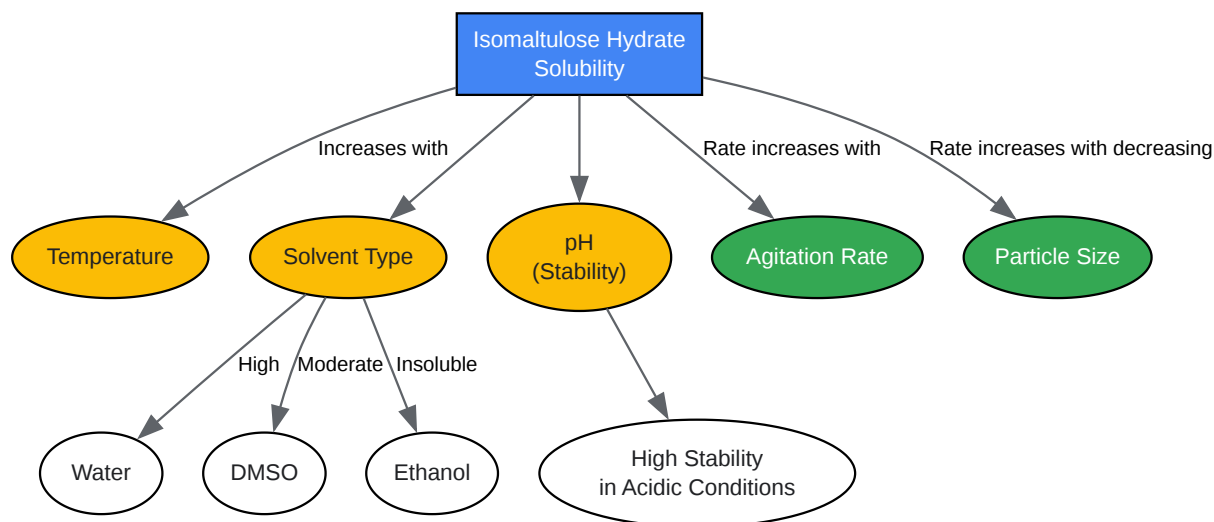 Isomaltulose Hydrate
Solubility
Increases with
Rate increases with
Rate increases with decreasing
Temperature
Solvent Type
pH
(Stability)
Agitation Rate
Particle Size
High
Moderate
Insoluble
Water
DMSO
Ethanol
High Stability
in Acidic Conditions